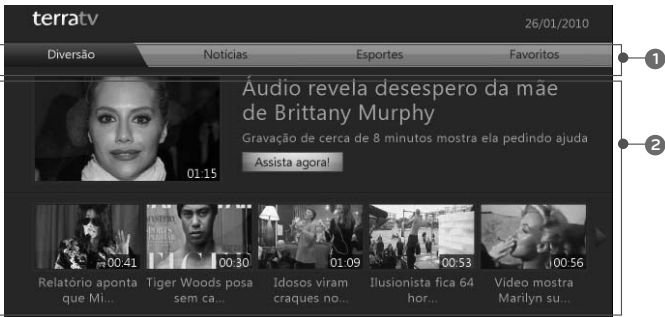 terratv
26/01/2010
Diversão
Notícias
Esportes
Favoritos
1
Áudio revela desespero da mãe
de Brittany Murphy
Gravação de cerca de 8 minutos mostra ela pedindo ajuda
Assista agora!
01:15
2
00:41
00:30
01:09
00:53
00:56
Relatório aponta
que Mi...
Tiger Woods posa
sem ca...
Idosos viram
craques no...
Ilusionista fica 64
hor...
Vídeo mostra
Marilyn su...